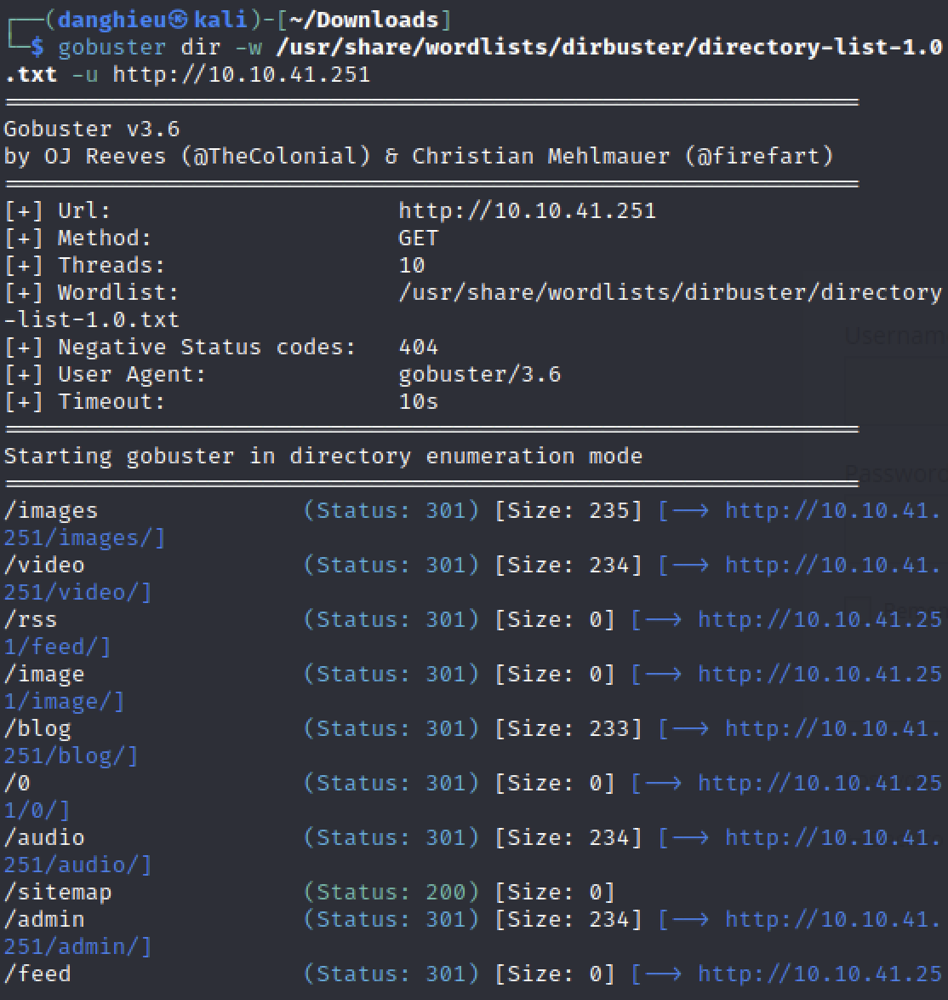 ┌──(danghieu㉿kali)-[~/Downloads]
└─$ gobuster dir -w /usr/share/wordlists/dirbuster/directory-list-1.0
.txt -u http://10.10.41.251
===============================================================
Gobuster v3.6
by OJ Reeves (@TheColonial) & Christian Mehlmauer (@firefart)
===============================================================
[+] Url:                     http://10.10.41.251
[+] Method:                  GET
[+] Threads:                 10
[+] Wordlist:                /usr/share/wordlists/dirbuster/directory
-list-1.0.txt
[+] Negative Status codes:   404
[+] User Agent:              gobuster/3.6
[+] Timeout:                 10s
===============================================================
Starting gobuster in directory enumeration mode
===============================================================
/images               (Status: 301) [Size: 235] [--> http://10.10.41.
251/images/]
/video                (Status: 301) [Size: 234] [--> http://10.10.41.
251/video/]
/rss                  (Status: 301) [Size: 0] [--> http://10.10.41.25
1/feed/]
/image                (Status: 301) [Size: 0] [--> http://10.10.41.25
1/image/]
/blog                 (Status: 301) [Size: 233] [--> http://10.10.41.
251/blog/]
/0                    (Status: 301) [Size: 0] [--> http://10.10.41.25
1/0/]
/audio                (Status: 301) [Size: 234] [--> http://10.10.41.
251/audio/]
/sitemap              (Status: 200) [Size: 0]
/admin                (Status: 301) [Size: 234] [--> http://10.10.41.
251/admin/]
/feed                 (Status: 301) [Size: 0] [--> http://10.10.41.25
Usernam
Password